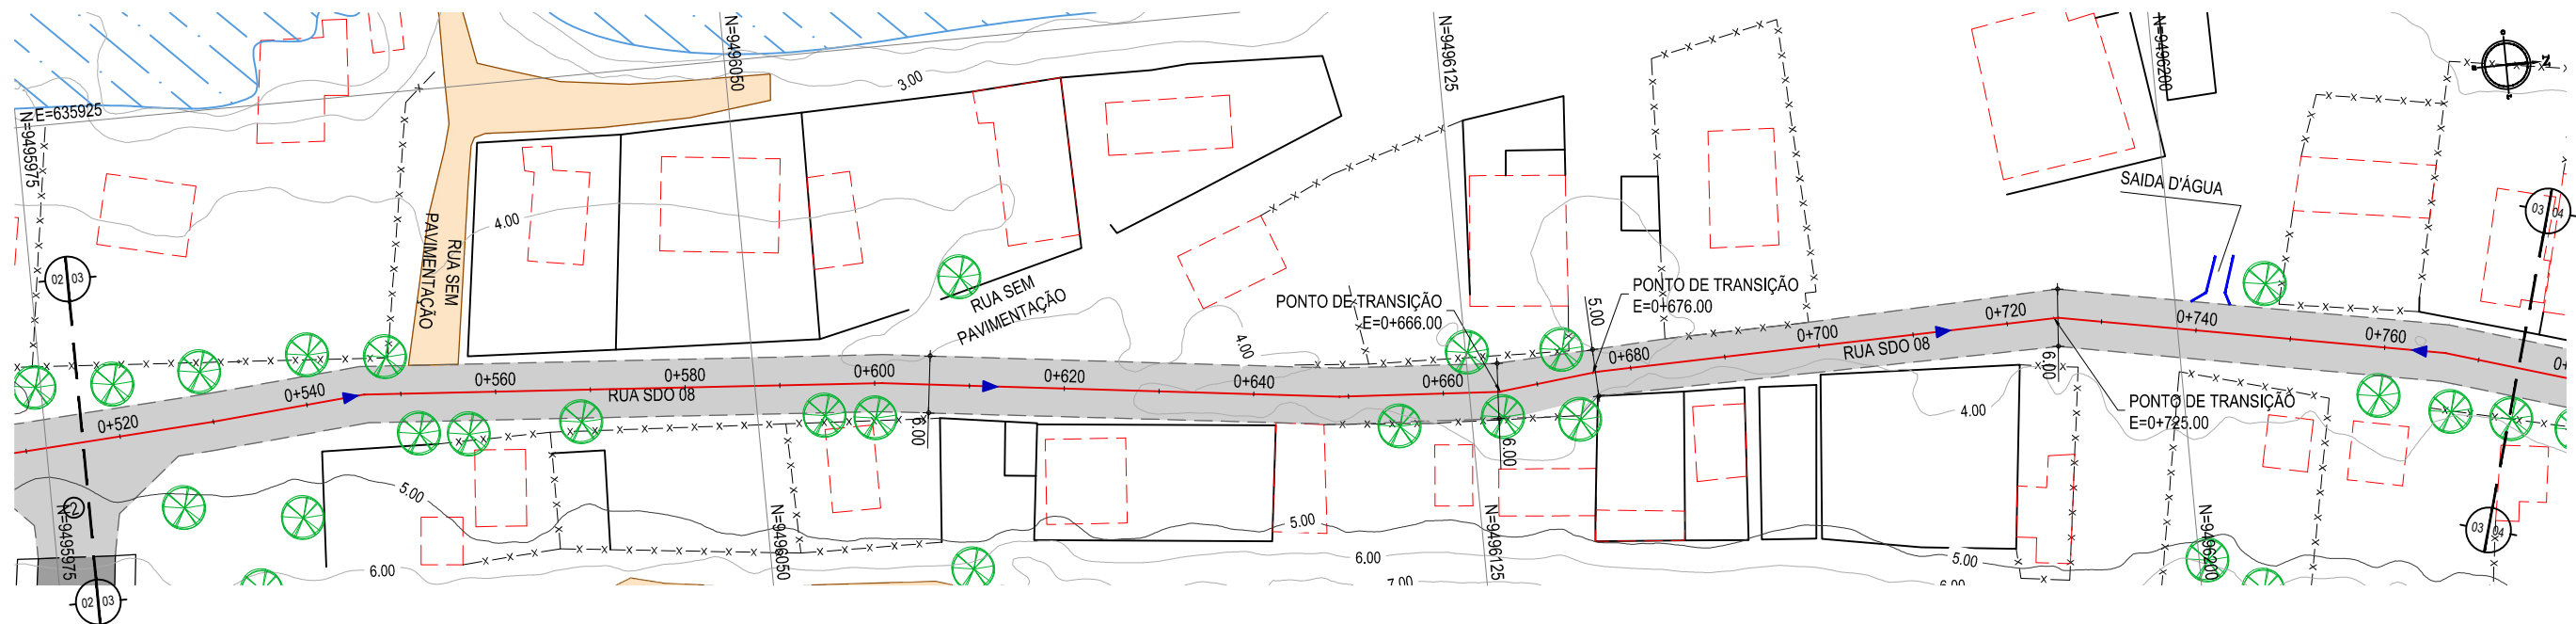 N=9496050
N=9496125
N=9496200
N
E=635925
N=9495975
3.00
4.00
SAIDA D'ÁGUA
RUA SEM
PAVIMENTAÇÃO
RUA SEM
PAVIMENTAÇÃO
02 03
03 04
PONTO DE TRANSIÇÃO
E=0+666.00
5.00
PONTO DE TRANSIÇÃO
E=0+676.00
4.00
0+520
0+540
0+560
0+580
0+600
0+620
0+640
0+660
0+680
0+700
0+720
0+740
0+760
RUA SDO 08
RUA SDO 08
6.00
6.00
6.00
4.00
PONTO DE TRANSIÇÃO
E=0+725.00
5.00
2
N=9495975
N=9496050
5.00
N=9496125
N=9496200
03 04
6.00
6.00
7.00
5.00
6.00
02 03